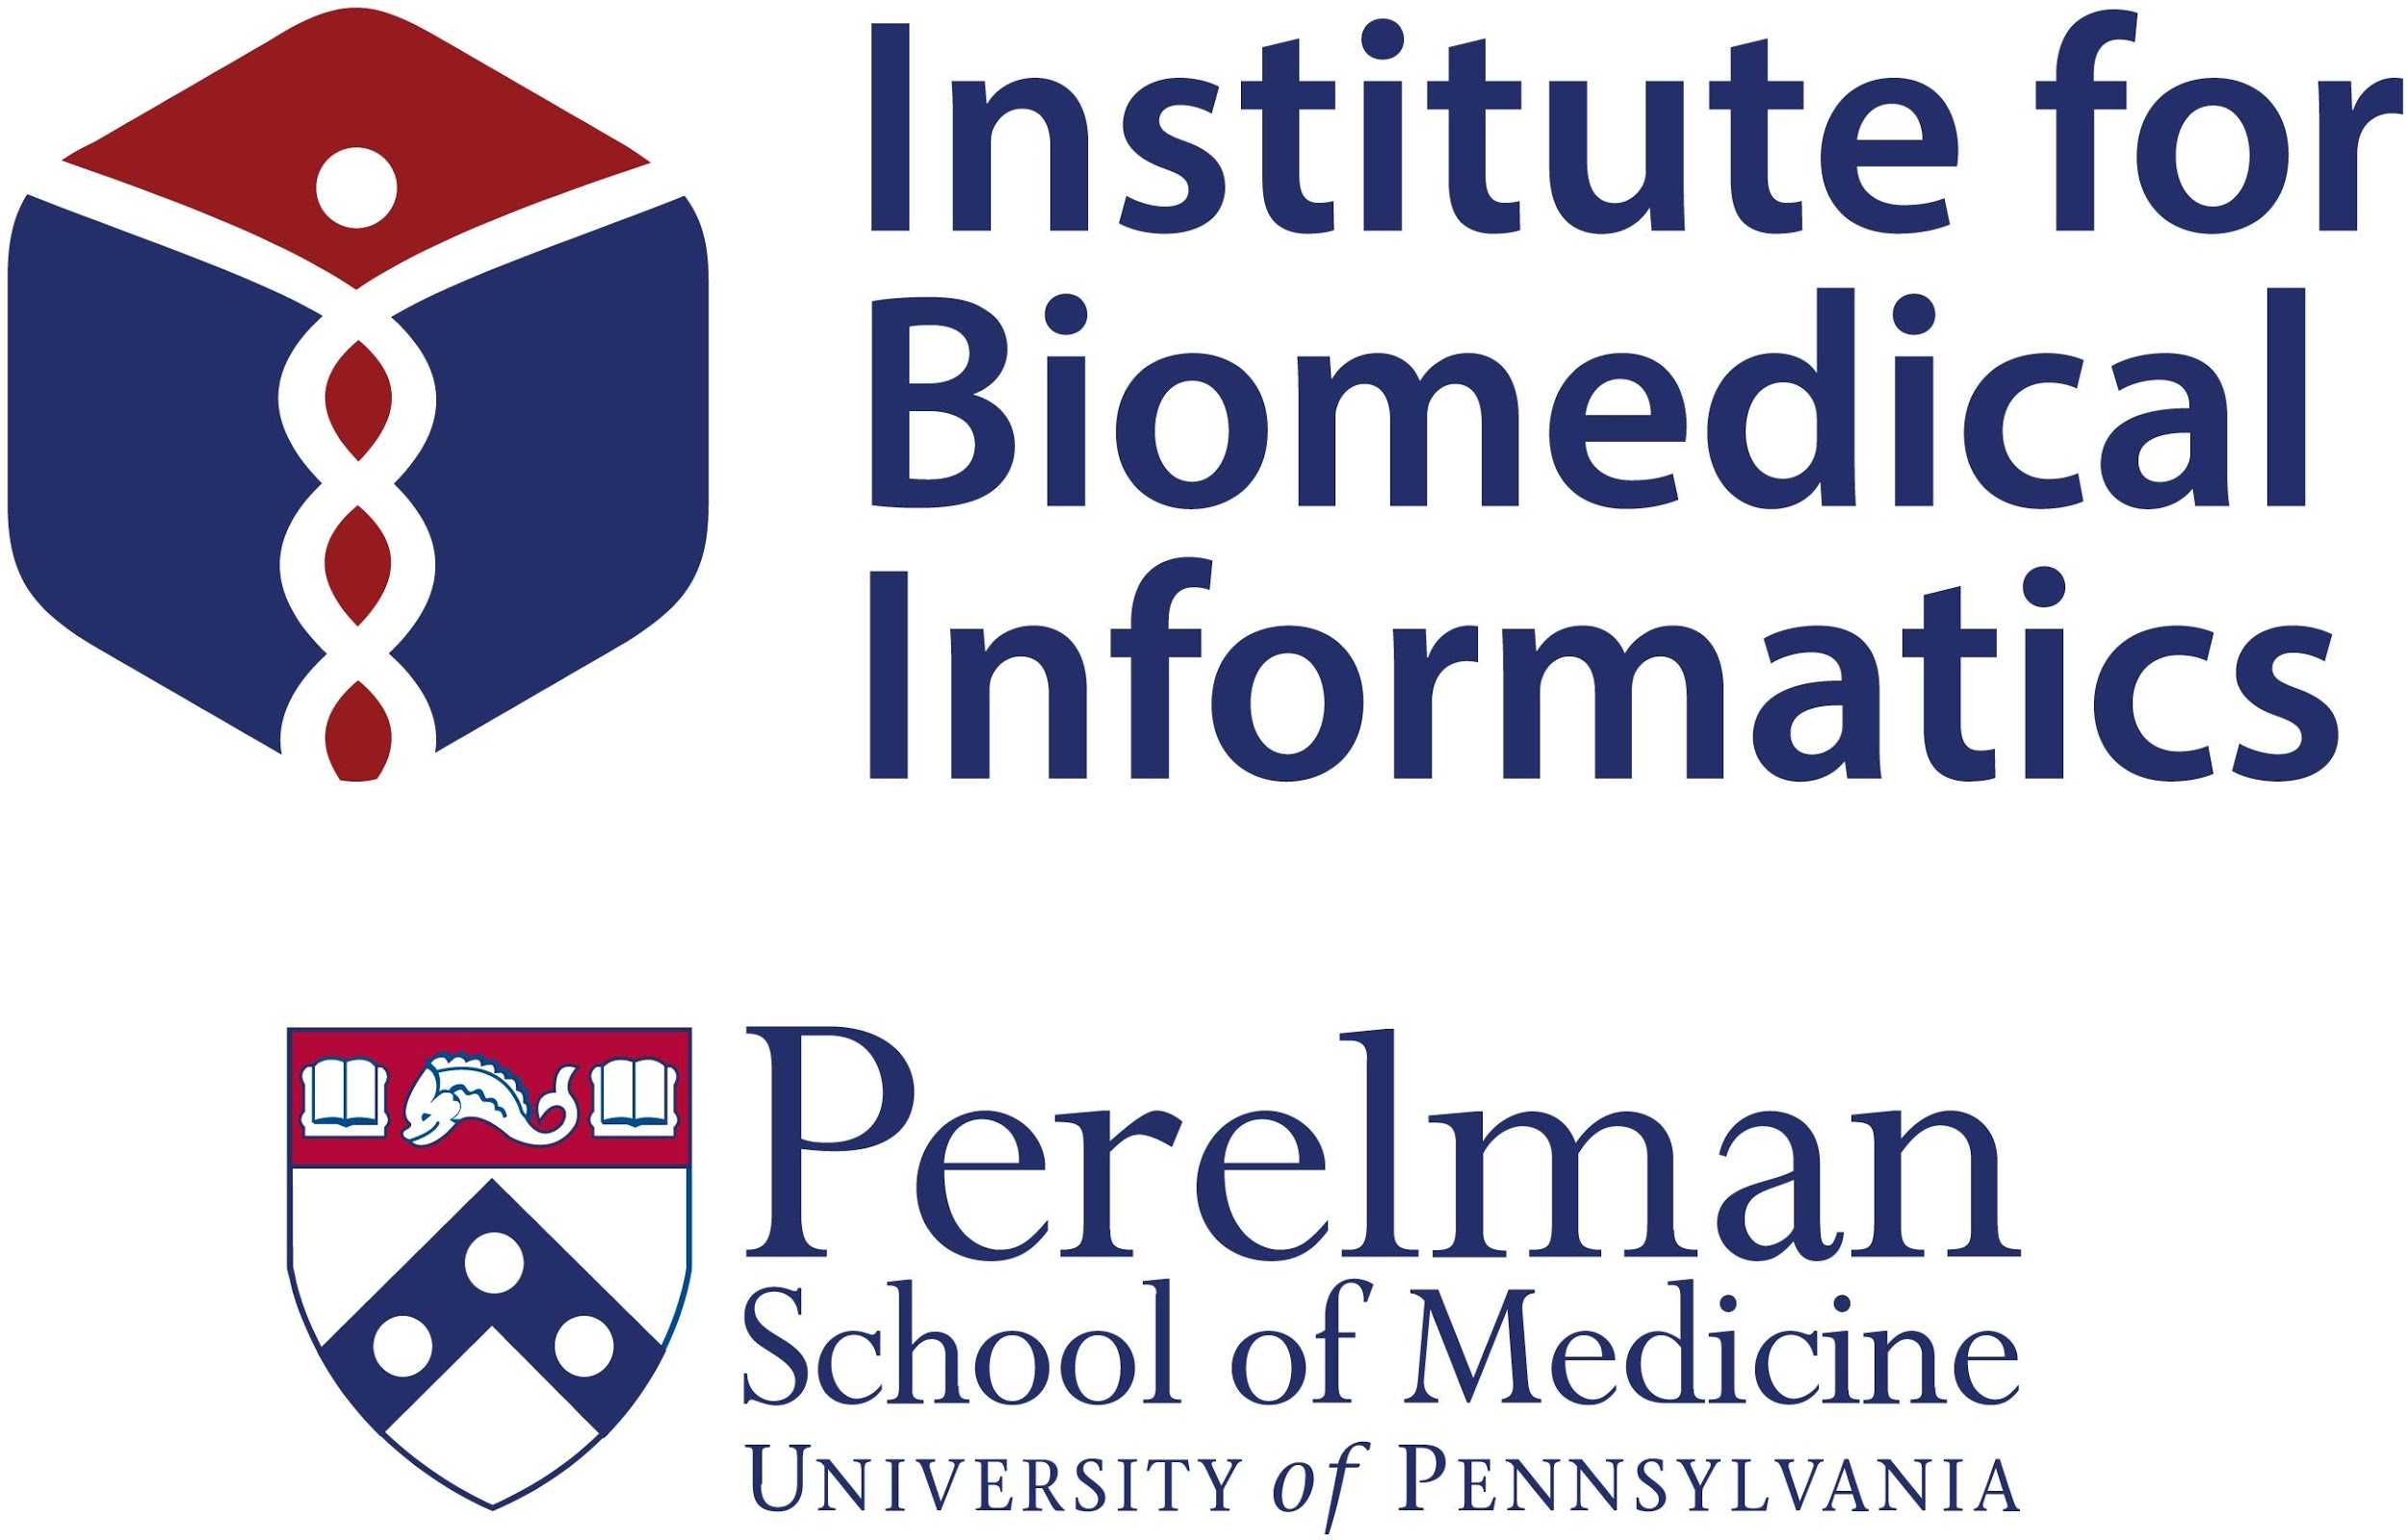 Institute for
Biomedical
Informatics
Perelman
School of Medicine
UNIVERSITY of PENNSYLVANIA